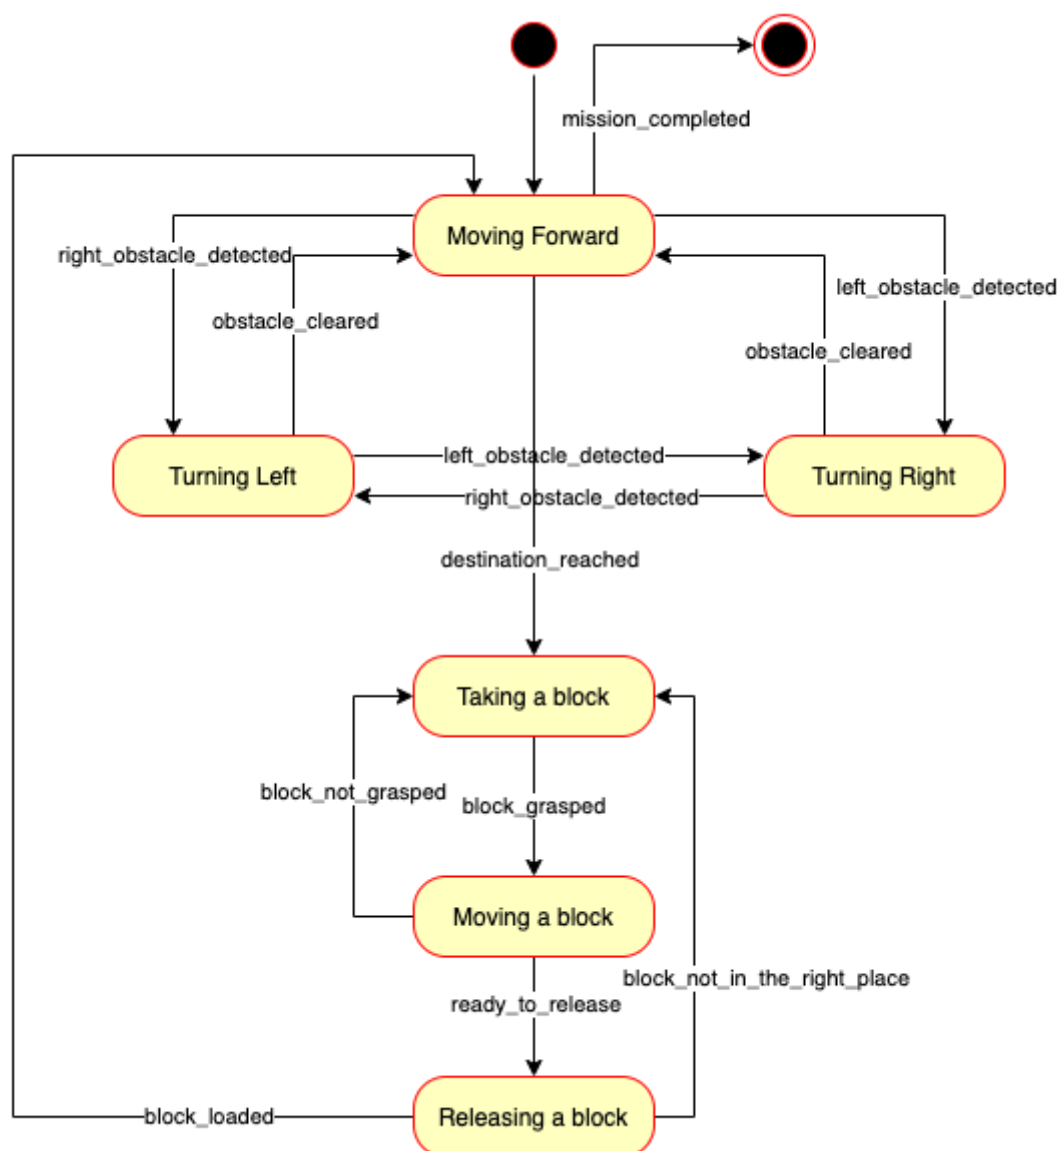 mission_completed
Moving Forward
right_obstacle_detected
left_obstacle_detected
obstacle_cleared
obstacle_cleared
left_obstacle_detected
Turning Left
Turning Right
right_obstacle_detected
destination_reached
Taking a block
block_not_grasped
block_grasped
Moving a block
block_not_in_the_right_place
ready_to_release
block_loaded
Releasing a block